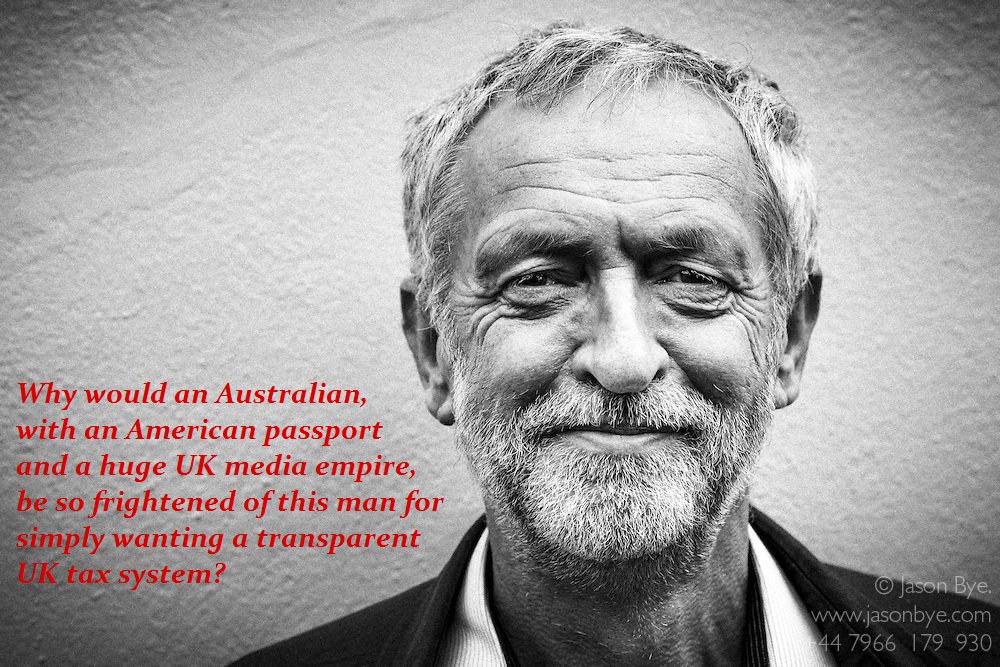 Why would an Australian,
with an American passport
and a huge UK media empire,
be so frightened of this man for
simply wanting a transparent
UK tax system?
© Jason Bye.
www.jasonbye.com
+44 7966 179 930